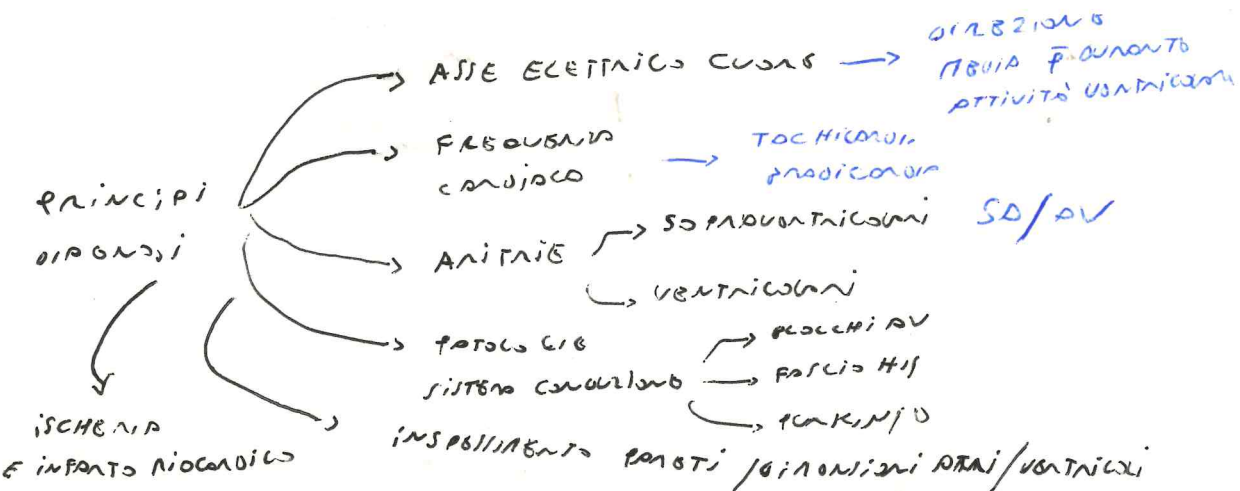 ASSE ELETTRICO CUORE → DIREZIONE
MEDIA P̄ DURANTE
ATTIVITÀ VENTRICOLARE
FREQUENZA
CARDIACA → TACHICARDIA
BRADICARDIA
PRINCIPI
DIAGNOSI
ARITMIE
SOPRAVENTRICOLARI SA/AV
VENTRICOLARI
PATOLOGIE
SISTEMA CONDUZIONE
BLOCCHI AV
FASCIO HIS
PURKINJE
ISCHEMIA
E INFARTO MIOCARDICO
INSPESSIMENTO PARETI / DIMENSIONI ATRI/VENTRICOLI